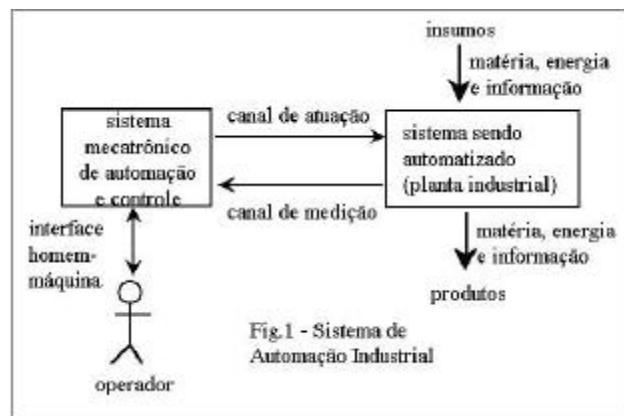 insumos
matéria, energia
e informação
canal de atuação
sistema
mecatrônico
de automação
e controle
sistema sendo
automatizado
(planta industrial)
canal de medição
interface
homem-
máquina
matéria, energia
e informação
produtos
operador
Fig.1 - Sistema de
Automação Industrial